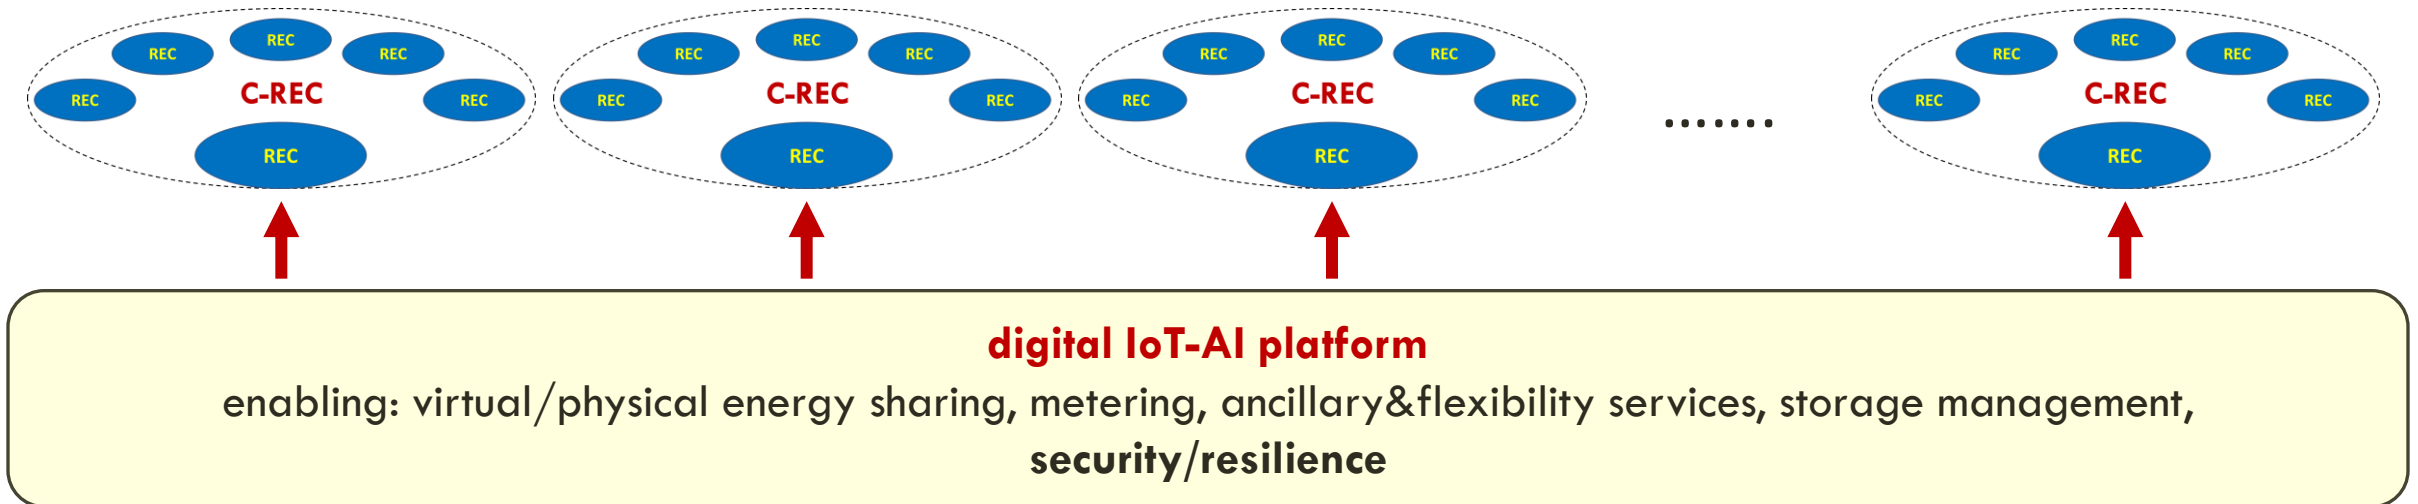 REC
REC
REC
REC
REC
C-REC
REC
REC
REC
REC
REC
REC
C-REC
REC
REC
REC
REC
REC
REC
C-REC
REC
.......
REC
REC
REC
REC
REC
C-REC
REC
digital IoT-AI platform
enabling: virtual/physical energy sharing, metering, ancillary&flexibility services, storage management,
security/resilience